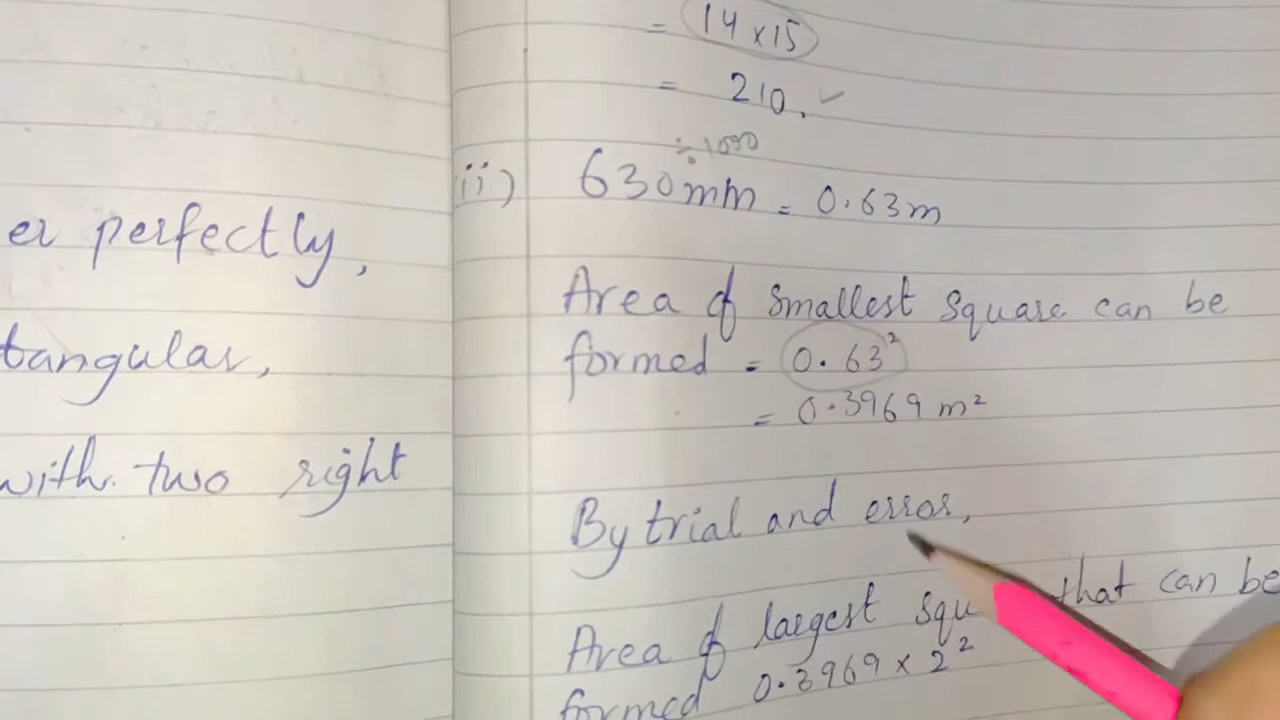 er perfectly,
tangular,
with two right
= 14 x 15
= 210. ✓
÷1000
ii) 630mm = 0.63m
Area of smallest square can be
formed = 0.63²
= 0.3969 m²
By trial and error,
Area of largest squ that can be
formed 0.3969 x 2²